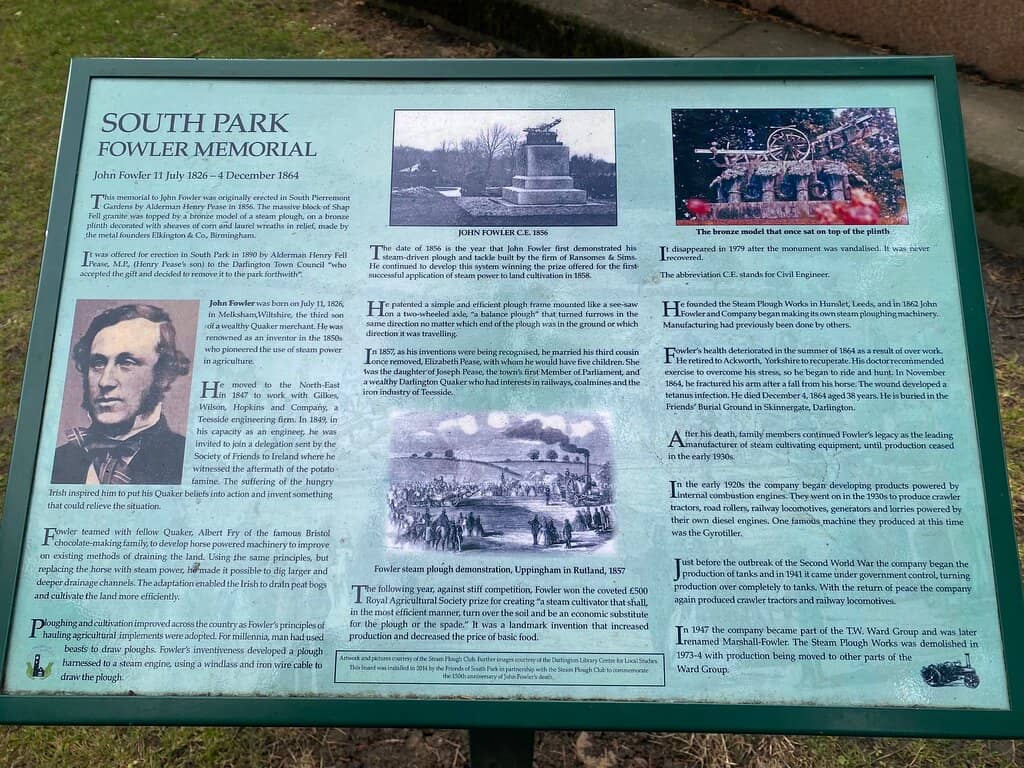 SOUTH PARK
FOWLER MEMORIAL
John Fowler 11 July 1826 – 4 December 1864
This memorial to John Fowler was originally erected in South Pierremont
Gardens by Alderman Henry Pease in 1856. The massive block of Shap
Fell granite was topped by a bronze model of a steam plough, on a bronze
plinth decorated with sheaves of corn and laurel wreaths in relief, made by
the metal founders Elkington & Co., Birmingham.
It was offered for erection in South Park in 1890 by Alderman Henry Fell
Pease, M.P., (Henry Pease's son) to the Darlington Town Council "who
accepted the gift and decided to remove it to the park forthwith".
John Fowler was born on July 11, 1826,
in Melksham,Wiltshire, the third son
of a wealthy Quaker merchant. He was
renowned as an inventor in the 1850s
who pioneered the use of steam power
in agriculture.
He moved to the North-East
in 1847 to work with Gilkes,
Wilson, Hopkins and Company, a
Teesside engineering firm. In 1849, in
his capacity as an engineer, he was
invited to join a delegation sent by the
Society of Friends to Ireland where he
witnessed the aftermath of the potato
famine. The suffering of the hungry
Irish inspired him to put his Quaker beliefs into action and invent something
that could relieve the situation.
Fowler teamed with fellow Quaker, Albert Fry of the famous Bristol
chocolate-making family, to develop horse powered machinery to improve
on existing methods of draining the land. Using the same principles, but
replacing the horse with steam power, he made it possible to dig larger and
deeper drainage channels. The adaptation enabled the Irish to drain peat bogs
and cultivate the land more efficiently.
Ploughing and cultivation improved across the country as Fowler's principles of
hauling agricultural implements were adopted. For millennia, man had used
beasts to draw ploughs. Fowler's inventiveness developed a plough
harnessed to a steam engine, using a windlass and iron wire cable to
draw the plough.
JOHN FOWLER C.E. 1856
The date of 1856 is the year that John Fowler first demonstrated his
steam-driven plough and tackle built by the firm of Ransomes & Sims.
He continued to develop this system winning the prize offered for the first
successful application of steam power to land cultivation in 1858.
He patented a simple and efficient plough frame mounted like a see-saw
on a two-wheeled axle, "a balance plough" that turned furrows in the
same direction no matter which end of the plough was in the ground or which
direction it was travelling.
In 1857, as his inventions were being recognised, he married his third cousin
once removed, Elizabeth Pease, with whom he would have five children. She
was the daughter of Joseph Pease, the town's first Member of Parliament, and
a wealthy Darlington Quaker who had interests in railways, coalmines and the
iron industry of Teesside.
Fowler steam plough demonstration, Uppingham in Rutland, 1857
The following year, against stiff competition, Fowler won the coveted £500
Royal Agricultural Society prize for creating "a steam cultivator that shall,
in the most efficient manner, turn over the soil and be an economic substitute
for the plough or the spade." It was a landmark invention that increased
production and decreased the price of basic food.
Artwork and pictures courtesy of the Steam Plough Club. Further images courtesy of the Darlington Library Centre for Local Studies.
This board was installed in 2014 by the Friends of South Park in partnership with the Steam Plough Club to commemorate
the 150th anniversary of John Fowler's death.
The bronze model that once sat on top of the plinth
It disappeared in 1979 after the monument was vandalised. It was never
recovered.
The abbreviation C.E. stands for Civil Engineer.
He founded the Steam Plough Works in Hunslet, Leeds, and in 1862 John
Fowler and Company began making its own steam ploughing machinery.
Manufacturing had previously been done by others.
Fowler's health deteriorated in the summer of 1864 as a result of over work.
He retired to Ackworth, Yorkshire to recuperate. His doctor recommended
exercise to overcome his stress, so he began to ride and hunt. In November
1864, he fractured his arm after a fall from his horse. The wound developed a
tetanus infection. He died December 4, 1864 aged 38 years. He is buried in the
Friends' Burial Ground in Skinnergate, Darlington.
After his death, family members continued Fowler's legacy as the leading
manufacturer of steam cultivating equipment, until production ceased
in the early 1930s.
In the early 1920s the company began developing products powered by
internal combustion engines. They went on in the 1930s to produce crawler
tractors, road rollers, railway locomotives, generators and lorries powered by
their own diesel engines. One famous machine they produced at this time
was the Gyrotiller.
Just before the outbreak of the Second World War the company began the
production of tanks and in 1941 it came under government control, turning
production over completely to tanks. With the return of peace the company
again produced crawler tractors and railway locomotives.
In 1947 the company became part of the T.W. Ward Group and was later
renamed Marshall-Fowler. The Steam Plough Works was demolished in
1973-4 with production being moved to other parts of the
Ward Group.